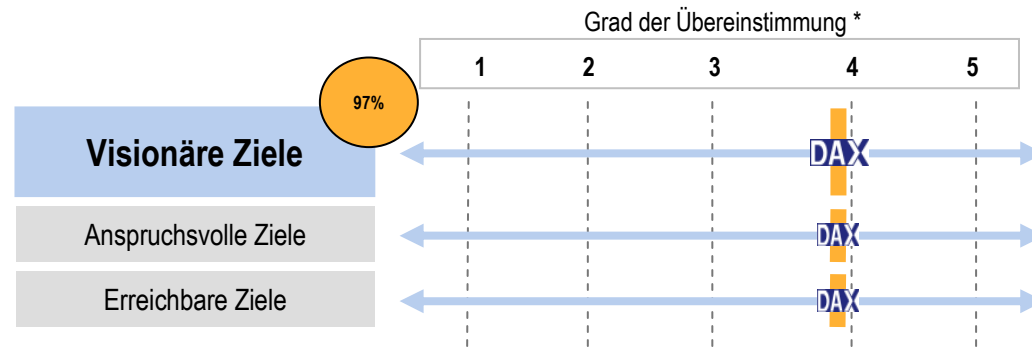 Grad der Übereinstimmung *
1 2 3 4 5
97%
Visionäre Ziele
DAX
Anspruchsvolle Ziele
DAX
Erreichbare Ziele
DAX